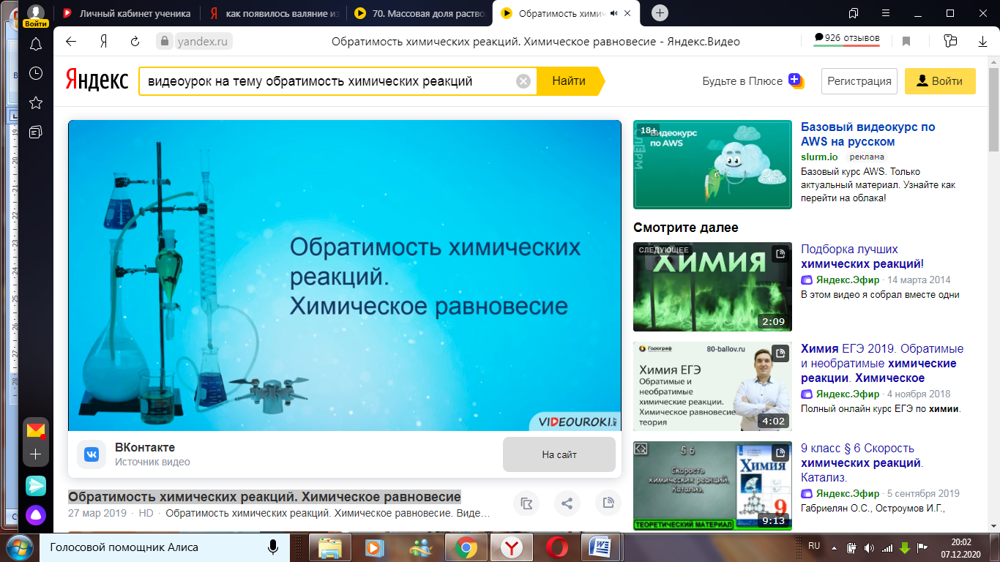 Личный кабинет ученика
как появилось валяние из
70. Массовая доля раство
Обратимость химич
Войти
yandex.ru
Обратимость химических реакций. Химическое равновесие - Яндекс.Видео
926 отзывов
Яндекс
видеоурок на тему обратимость химических реакций
Найти
Будьте в Плюсе
Регистрация
Войти
Обратимость химических
реакций.
Химическое равновесие
VIDEOUROKI.NET
ВКонтакте
Источник видео
На сайт
Обратимость химических реакций. Химическое равновесие
27 мар 2019 · HD · Обратимость химических реакций. Химическое равновесие. Виде…
18+
Видеокурс
по AWS
СЛЁРМ
Базовый видеокурс по
AWS на русском
slurm.io реклама
Базовый курс AWS. Только
актуальный материал. Узнайте как
перейти на облака!
Смотрите далее
СЛЕДУЮЩЕЕ
ХИМИЯ
2:09
Подборка лучших
химических реакций!
Яндекс.Эфир · 14 марта 2014
В этом видео я собрал вместе одни
80-ballov.ru
Химия ЕГЭ
Обратимые и
необратимые
химические реакции.
Химическое равновесие
теория
4:02
Химия ЕГЭ 2019. Обратимые
и необратимые химические
реакции. Химическое
Яндекс.Эфир · 4 ноября 2018
Полный онлайн курс ЕГЭ по химии.
§ 6
Скорость
химических реакций.
Катализ.
Химия
9
ТЕОРЕТИЧЕСКИЙ МАТЕРИАЛ
9:13
9 класс § 6 Скорость
химических реакций.
Катализ.
Яндекс.Эфир · 5 сентября 2019
Габриелян О.С., Остроумов И.Г.,
Голосовой помощник Алиса
RU
20:02
07.12.2020